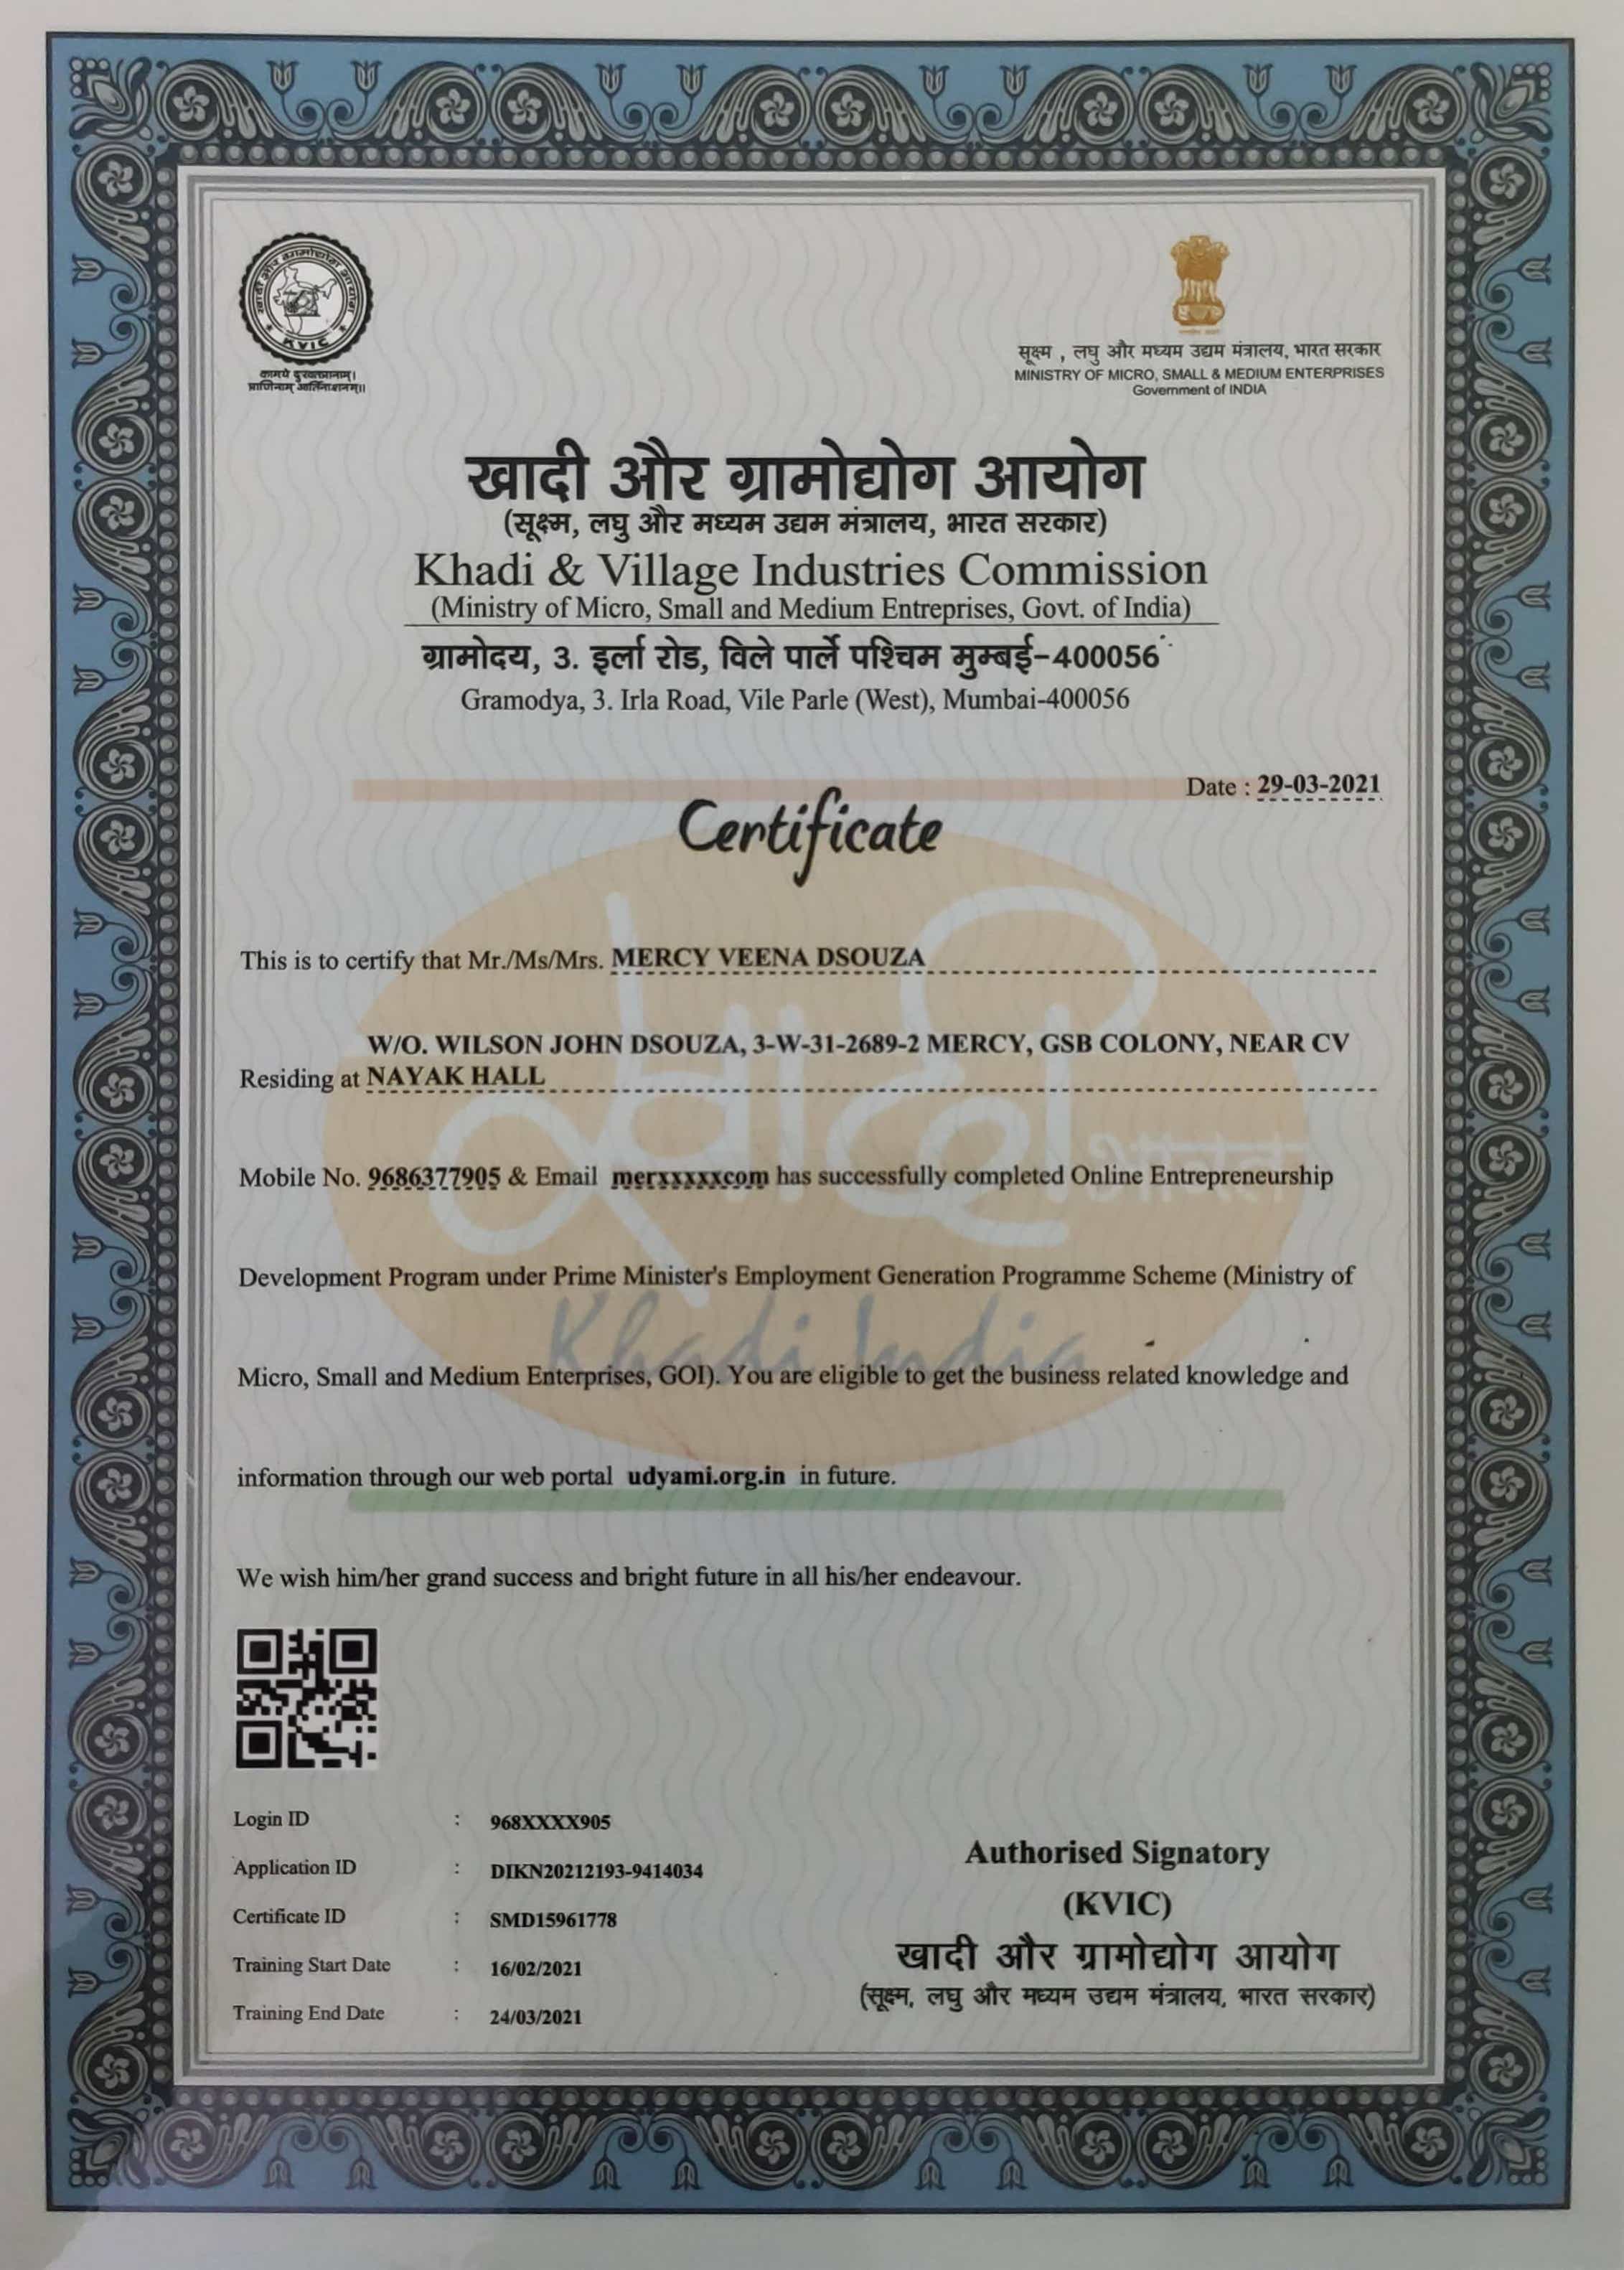 खादी और ग्रामोद्योग आयोग
KVIC
सूक्ष्म , लघु और मध्यम उद्यम मंत्रालय, भारत सरकार
MINISTRY OF MICRO, SMALL & MEDIUM ENTERPRISES
Government of INDIA
खादी और ग्रामोद्योग आयोग
(सूक्ष्म, लघु और मध्यम उद्यम मंत्रालय, भारत सरकार)
Khadi & Village Industries Commission
(Ministry of Micro, Small and Medium Entreprises, Govt. of India)
ग्रामोदय, 3. इर्ला रोड, विले पार्ले पश्चिम मुम्बई-400056
Gramodya, 3. Irla Road, Vile Parle (West), Mumbai-400056
Date : 29-03-2021
Certificate
This is to certify that Mr./Ms/Mrs. MERCY VEENA DSOUZA
W/O. WILSON JOHN DSOUZA, 3-W-31-2689-2 MERCY, GSB COLONY, NEAR CV
Residing at NAYAK HALL
खादी
भारत
Mobile No. 9686377905 & Email merxxxxxcom has successfully completed Online Entrepreneurship
Development Program under Prime Minister's Employment Generation Programme Scheme (Ministry of
Khadi India
Micro, Small and Medium Enterprises, GOI). You are eligible to get the business related knowledge and
information through our web portal udyami.org.in in future.
We wish him/her grand success and bright future in all his/her endeavour.
Login ID : 968XXXX905
Application ID : DIKN20212193-9414034
Certificate ID : SMD15961778
Training Start Date : 16/02/2021
Training End Date : 24/03/2021
Authorised Signatory
(KVIC)
खादी और ग्रामोद्योग आयोग
(सूक्ष्म, लघु और मध्यम उद्यम मंत्रालय, भारत सरकार)